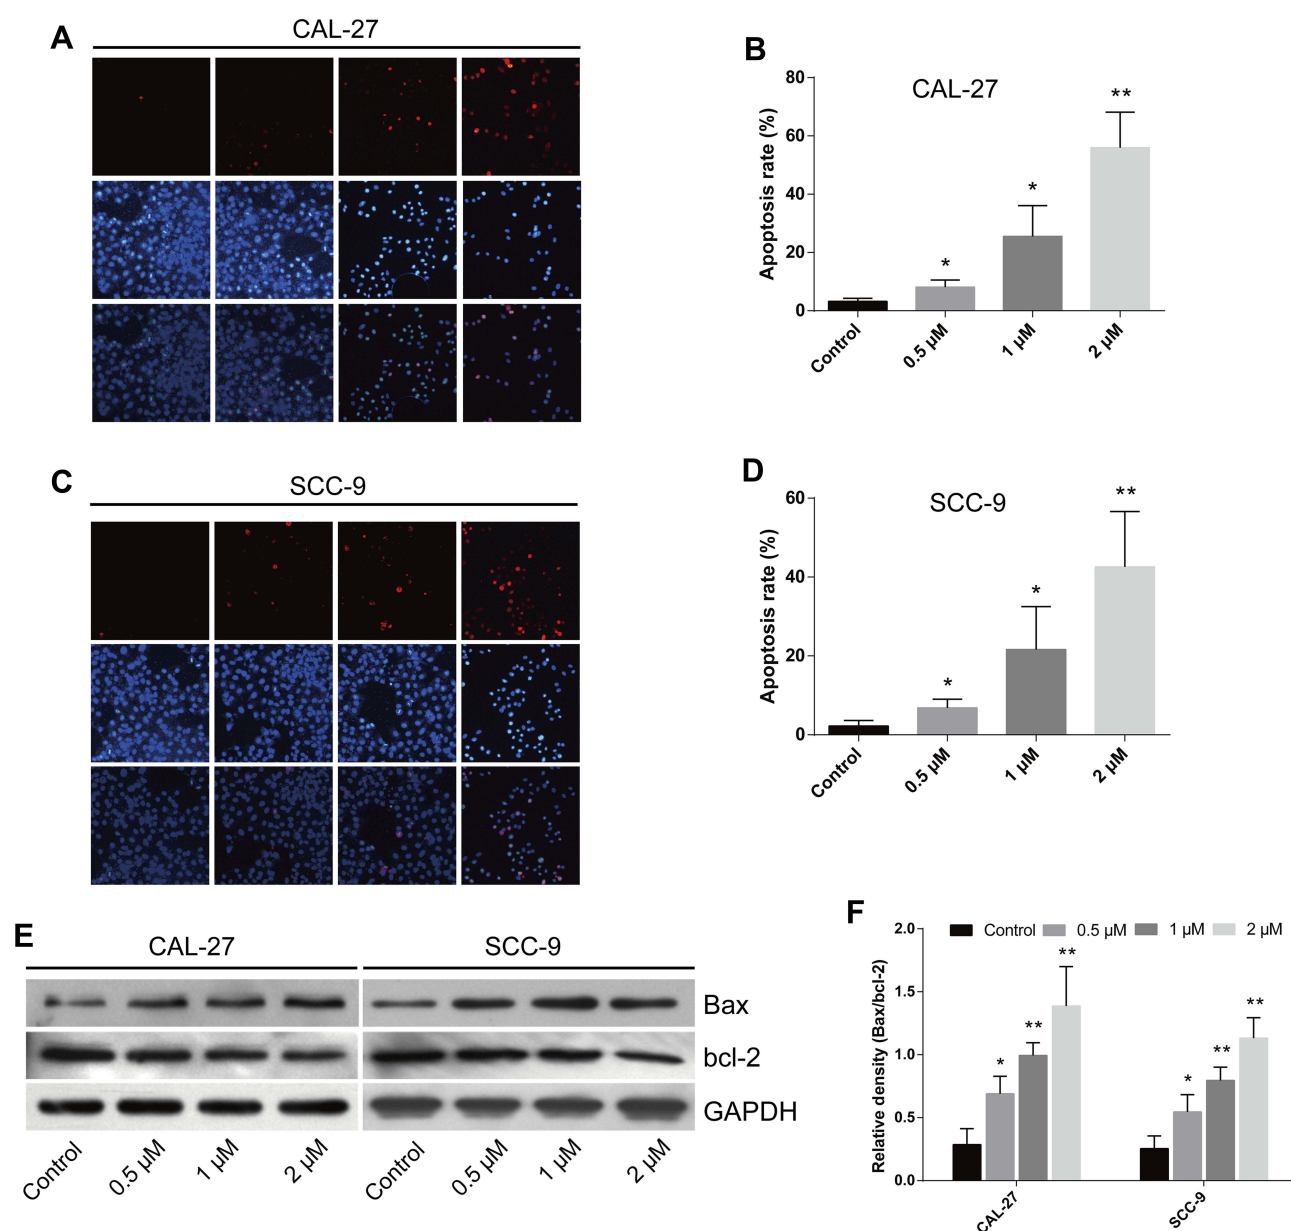 A
CAL-27
B
CAL-27
Apoptosis rate (%)
80
60
40
20
0
**
*
*
Control
0.5 µM
1 µM
2 µM
C
SCC-9
D
SCC-9
Apoptosis rate (%)
60
40
20
0
**
*
*
Control
0.5 µM
1 µM
2 µM
E
CAL-27
SCC-9
Bax
bcl-2
GAPDH
Control
0.5 µM
1 µM
2 µM
Control
0.5 µM
1 µM
2 µM
F
Control
0.5 µM
1 µM
2 µM
Relative density (Bax/bcl-2)
2.0
1.5
1.0
0.5
0.0
*
**
**
*
**
**
CAL-27
SCC-9